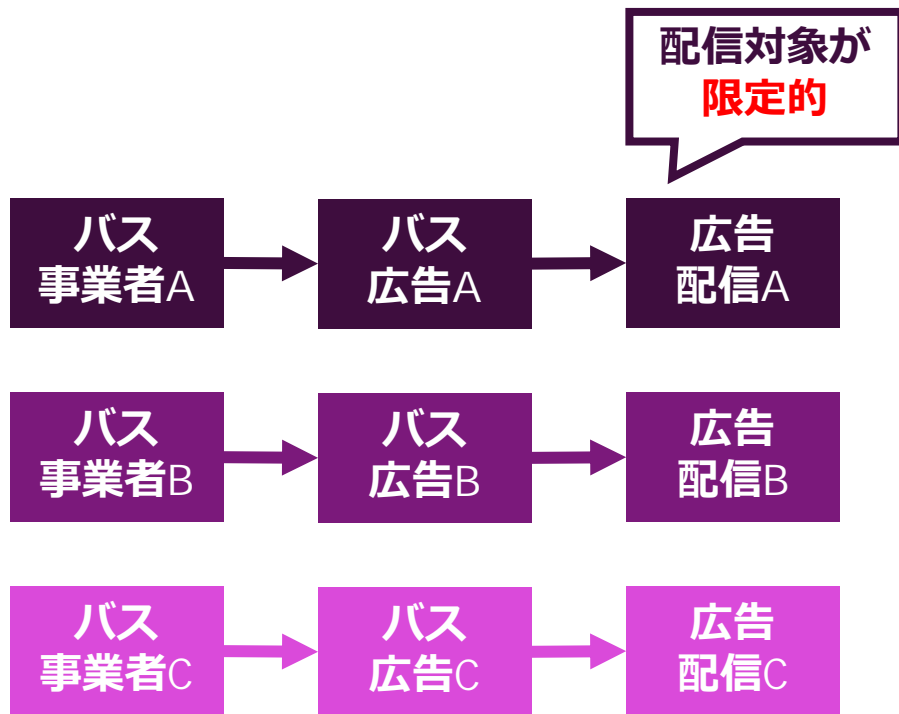 配信対象が
限定的
バス
事業者A
バス
広告A
広告
配信A
バス
事業者B
バス
広告B
広告
配信B
バス
事業者C
バス
広告C
広告
配信C